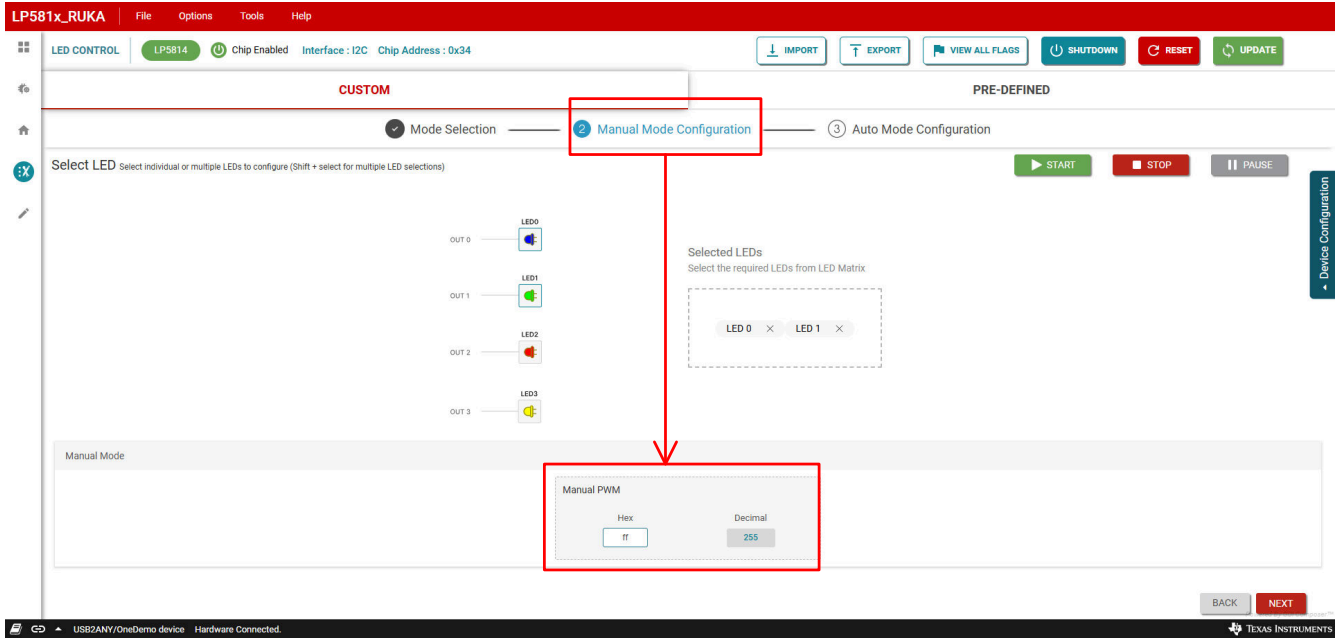 LP581x_RUKA File Options Tools Help
LED CONTROL LP5814 Chip Enabled Interface : I2C Chip Address : 0x34 IMPORT EXPORT VIEW ALL FLAGS SHUTDOWN RESET UPDATE
CUSTOM PRE-DEFINED
Mode Selection 2 Manual Mode Configuration 3 Auto Mode Configuration
Select LED Select individual or multiple LEDs to configure (Shift + select for multiple LED selections) START STOP PAUSE
Device Configuration
LED0
OUT 0
Selected LEDs
Select the required LEDs from LED Matrix
LED1
OUT 1
LED 0 × LED 1 ×
LED2
OUT 2
LED3
OUT 3
Manual Mode
Manual PWM
Hex Decimal
ff 255
BACK NEXT
USB2ANY/OneDemo device Hardware Connected. TEXAS INSTRUMENTS